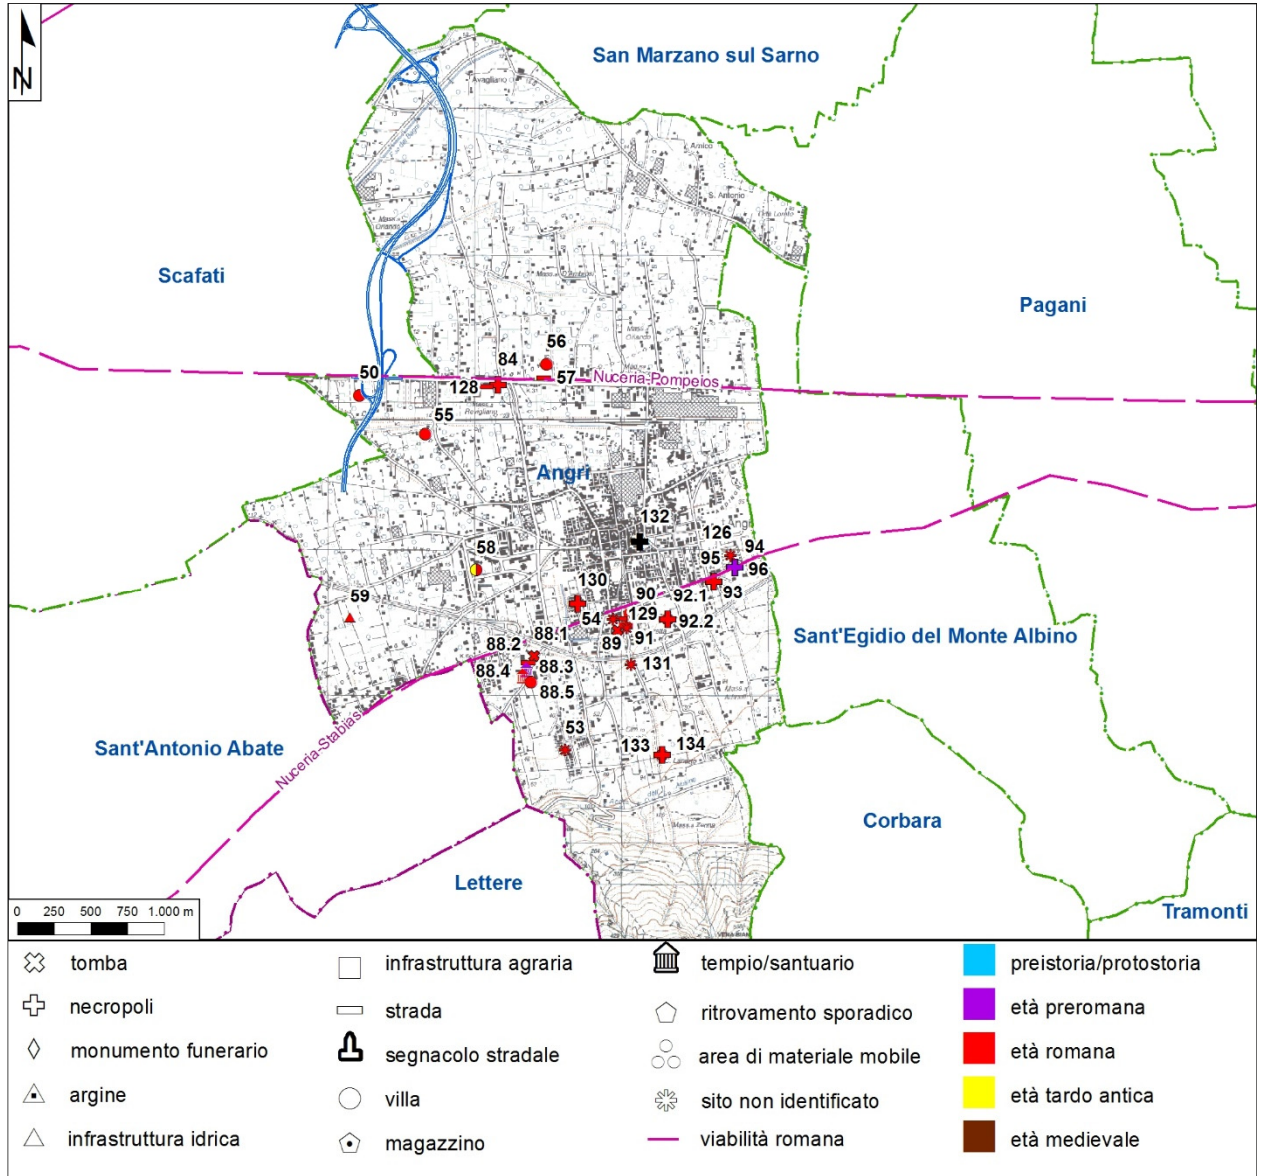 N
San Marzano sul Sarno
Avagliano
S. Antonio
Scafati
Pagani
56
84
50
128
57
Nuceria-Pompeios
55
Angri
132
126
94
95
96
58
130
90
92.1
93
59
54
129
92.2
88.1
89
91
Sant'Egidio del Monte Albino
88.2
88.3
131
88.4
88.5
Sant'Antonio Abate
Nuceria-Stabias
53
133
134
Corbara
Lettere
Tramonti
0 250 500 750 1.000 m
tomba
infrastruttura agraria
tempio/santuario
preistoria/protostoria
necropoli
strada
ritrovamento sporadico
età preromana
monumento funerario
segnacolo stradale
area di materiale mobile
età romana
argine
villa
sito non identificato
età tardo antica
infrastruttura idrica
magazzino
viabilità romana
età medievale